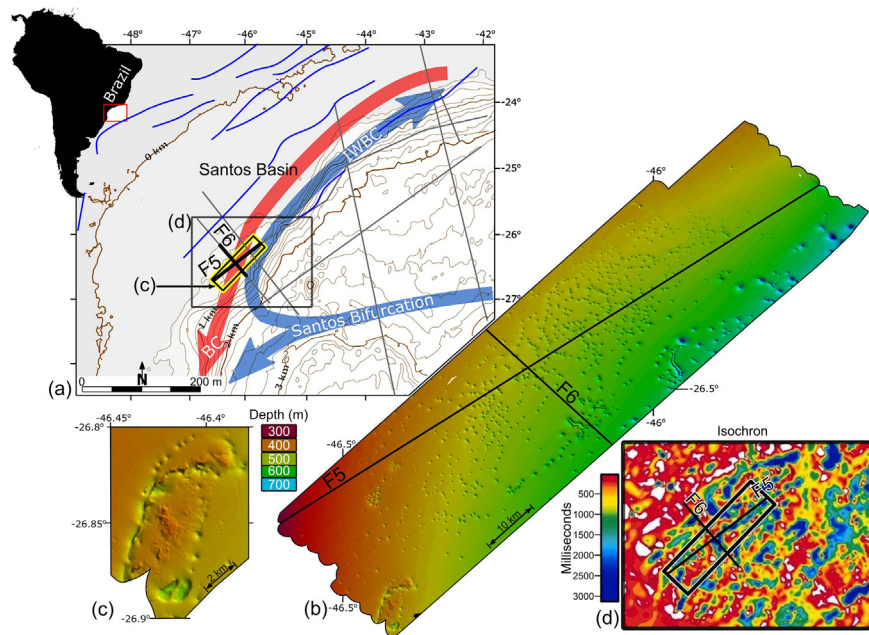 -48° -47° -46° -45° -44° -43° -42
Brazil
-24°
-25°
-26°
-27°
0 km
Santos Basin
IWBC
(d)
F6
F5
(c)
1 km
2 km
3 km
BC
Santos Bifurcation
(a)
N
0 200 m
-46°
-26.5°
-46°
F6
F5
-46.5°
-46.5°
10 km
(b)
Depth (m)
300
400
500
600
700
-46.45° -46.4°
-26.8°
-26.85°
-26.9°
2 km
(c)
Isochron
Milliseconds
500
1000
1500
2000
2500
3000
F6
F5
(d)